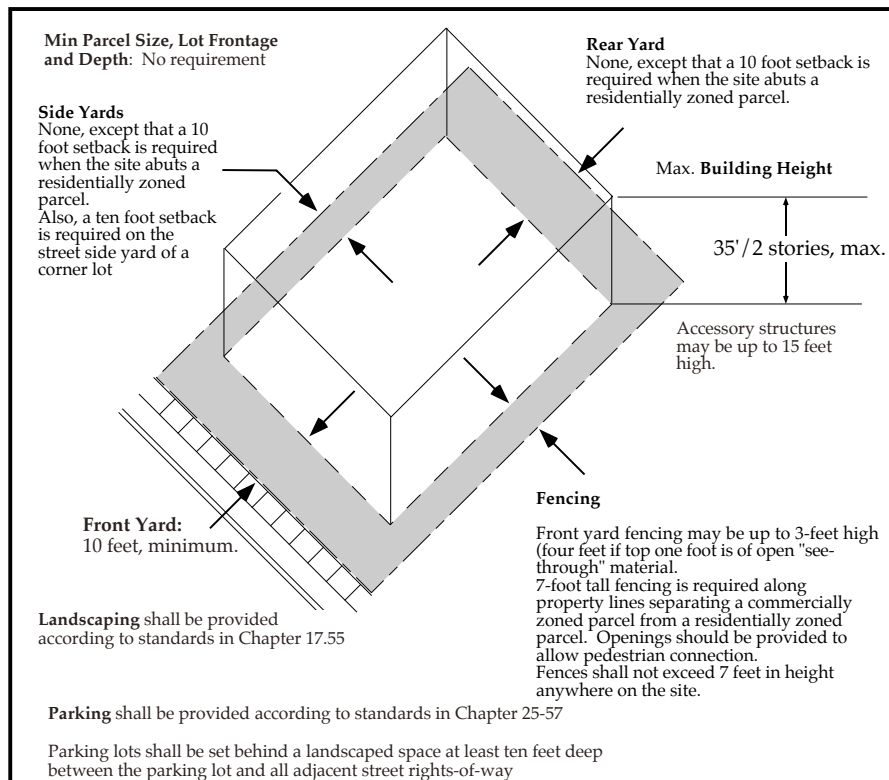 Min Parcel Size, Lot Frontage
and Depth: No requirement
Rear Yard
None, except that a 10 foot setback is
required when the site abuts a
residentially zoned parcel.
Side Yards
None, except that a 10
foot setback is required
when the site abuts a
residentially zoned
parcel.
Also, a ten foot setback
is required on the
street side yard of a
corner lot
Max. Building Height
35'/2 stories, max.
Accessory structures
may be up to 15 feet
high.
Front Yard:
10 feet, minimum.
Fencing
Front yard fencing may be up to 3-feet high
(four feet if top one foot is of open "see-
through" material.
7-foot tall fencing is required along
property lines separating a commercially
zoned parcel from a residentially zoned
parcel. Openings should be provided to
allow pedestrian connection.
Fences shall not exceed 7 feet in height
anywhere on the site.
Landscaping shall be provided
according to standards in Chapter 17.55
Parking shall be provided according to standards in Chapter 25-57
Parking lots shall be set behind a landscaped space at least ten feet deep
between the parking lot and all adjacent street rights-of-way